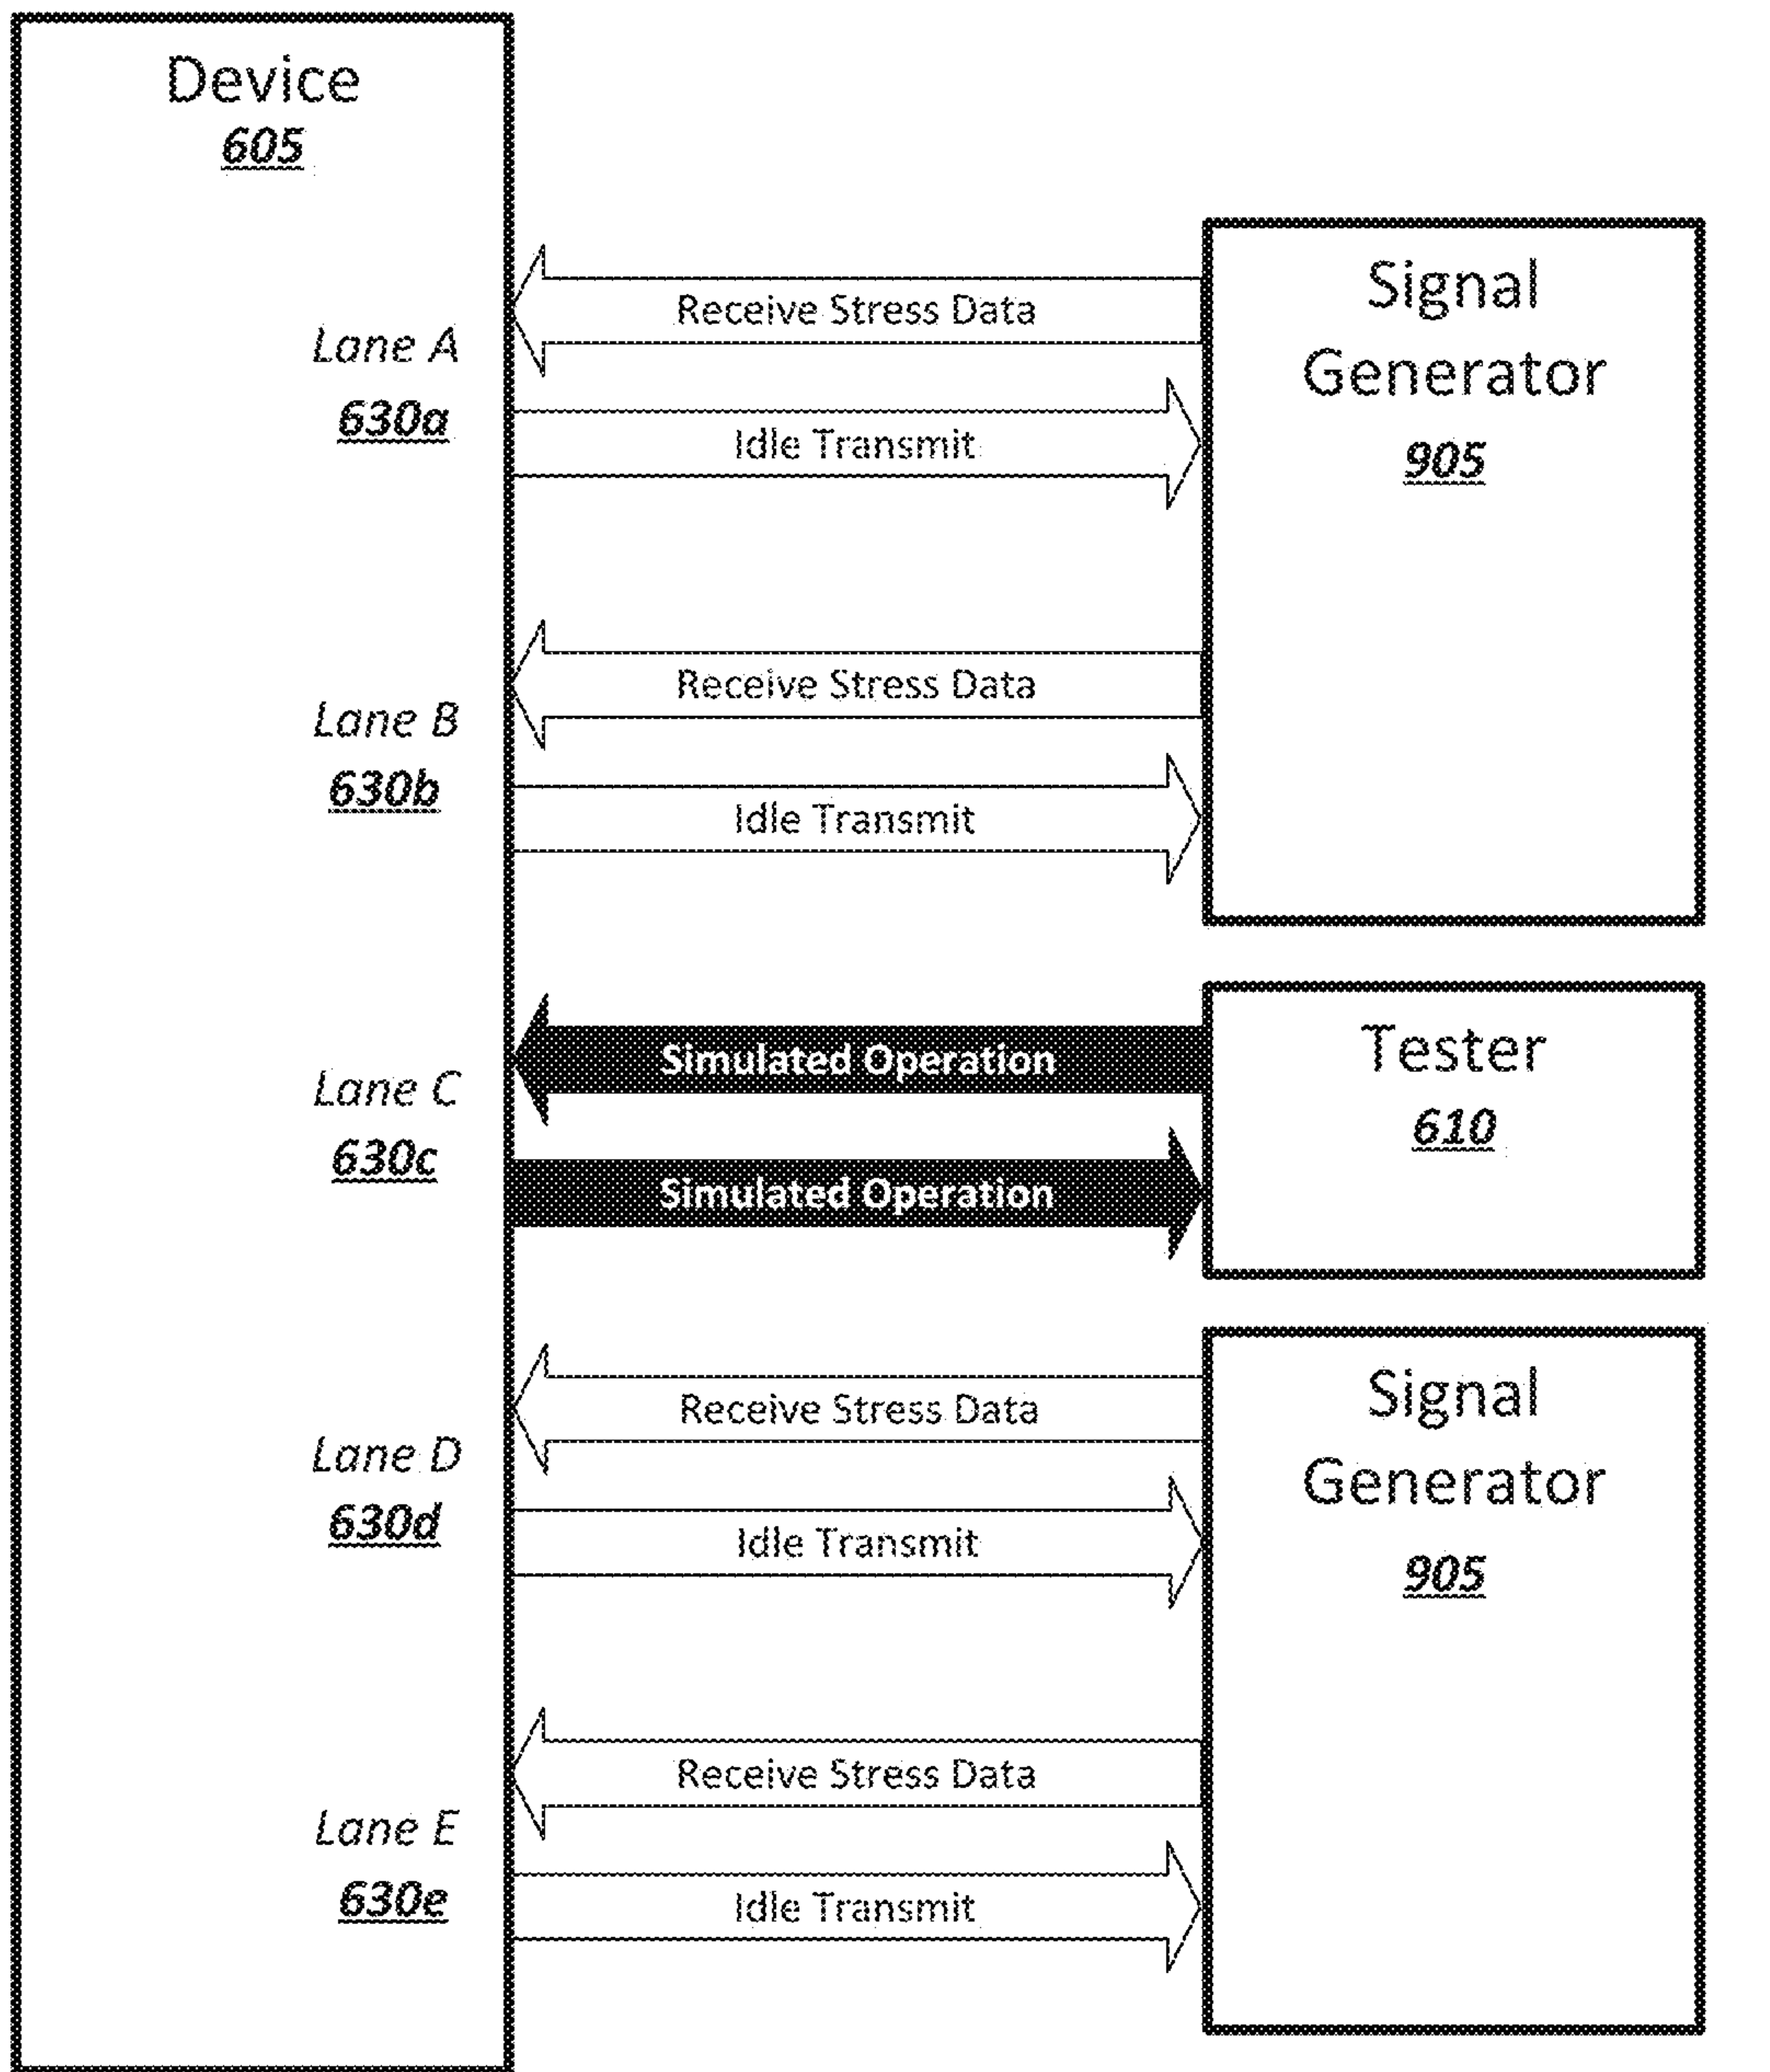 Device
605
Signal
Generator
905
Receive Stress Data
Lane A
630a
Idle Transmit
Receive Stress Data
Lane B
630b
Idle Transmit
Tester
610
Simulated Operation
Lane C
630c
Simulated Operation
Signal
Generator
905
Receive Stress Data
Lane D
630d
Idle Transmit
Receive Stress Data
Lane E
630e
Idle Transmit